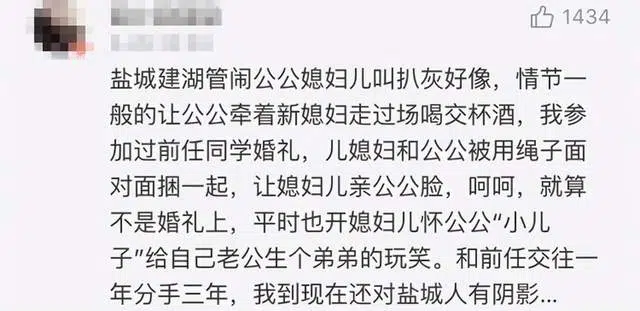 1434
盐城建湖管闹公公媳妇儿叫扒灰好像，情节一
般的让公公牵着新媳妇走过场喝交杯酒，我参
加过前任同学婚礼，儿媳妇和公公被用绳子面
对面捆一起，让媳妇儿亲公公脸，呵呵，就算
不是婚礼上，平时也开媳妇儿怀公公“小儿
子”给自己老公生个弟弟的玩笑。和前任交往一
年分手三年，我到现在还对盐城人有阴影...